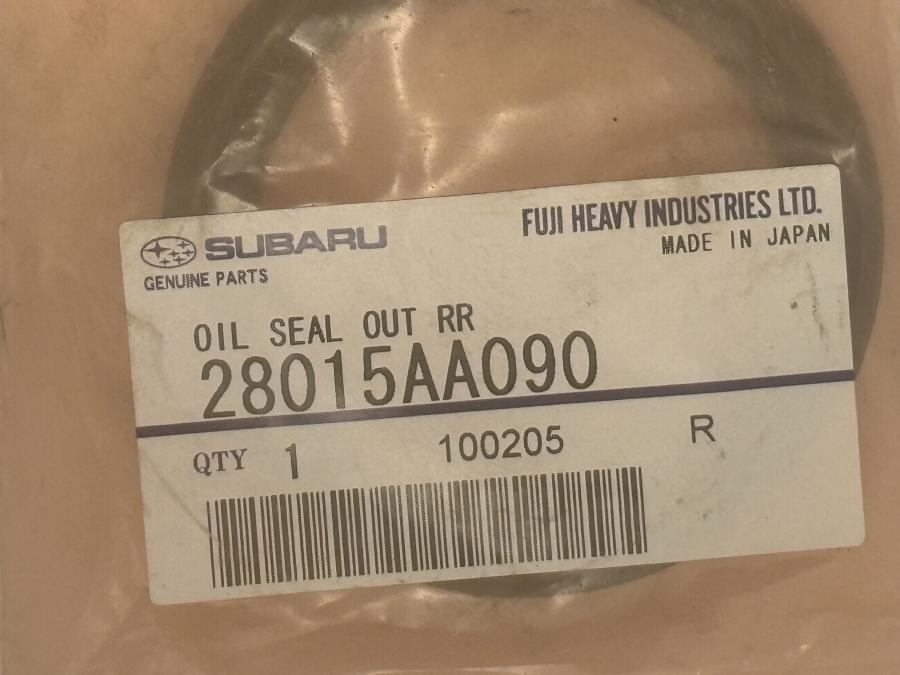 SUBARU
GENUINE PARTS
FUJI HEAVY INDUSTRIES LTD.
MADE IN JAPAN
OIL SEAL OUT RR
28015AA090
QTY 1 100205 R